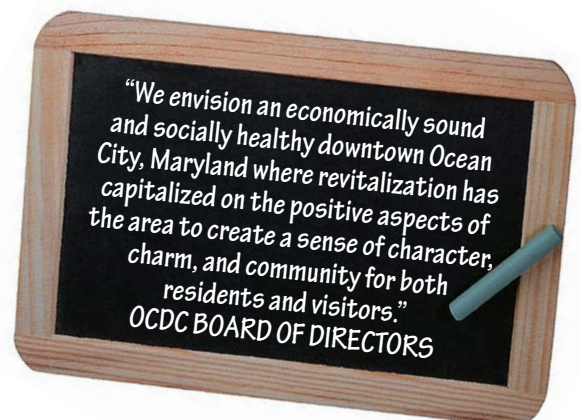 “We envision an economically sound
and socially healthy downtown Ocean
City, Maryland where revitalization has
capitalized on the positive aspects of
the area to create a sense of character,
charm, and community for both
residents and visitors.”
OCDC BOARD OF DIRECTORS